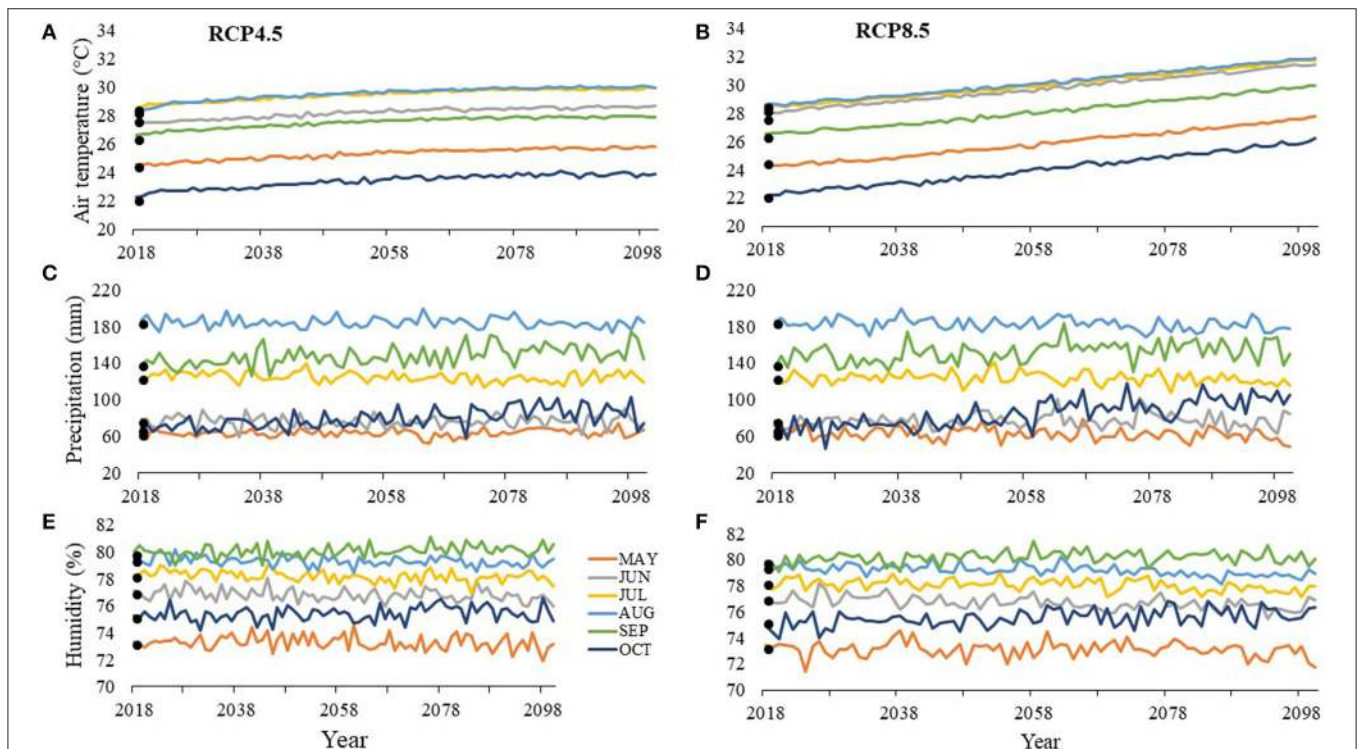 A RCP4.5
B RCP8.5
Air temperature (°C)
34
32
30
28
26
24
22
20
2018 2038 2058 2078 2098
34
32
30
28
26
24
22
20
2018 2038 2058 2078 2098
C
D
Precipitation (mm)
220
180
140
100
60
20
2018 2038 2058 2078 2098
220
180
140
100
60
20
2018 2038 2058 2078 2098
E
F
Humidity (%)
82
80
78
76
74
72
70
2018 2038 2058 2078 2098
Year
MAY
JUN
JUL
AUG
SEP
OCT
82
80
78
76
74
72
70
2018 2038 2058 2078 2098
Year